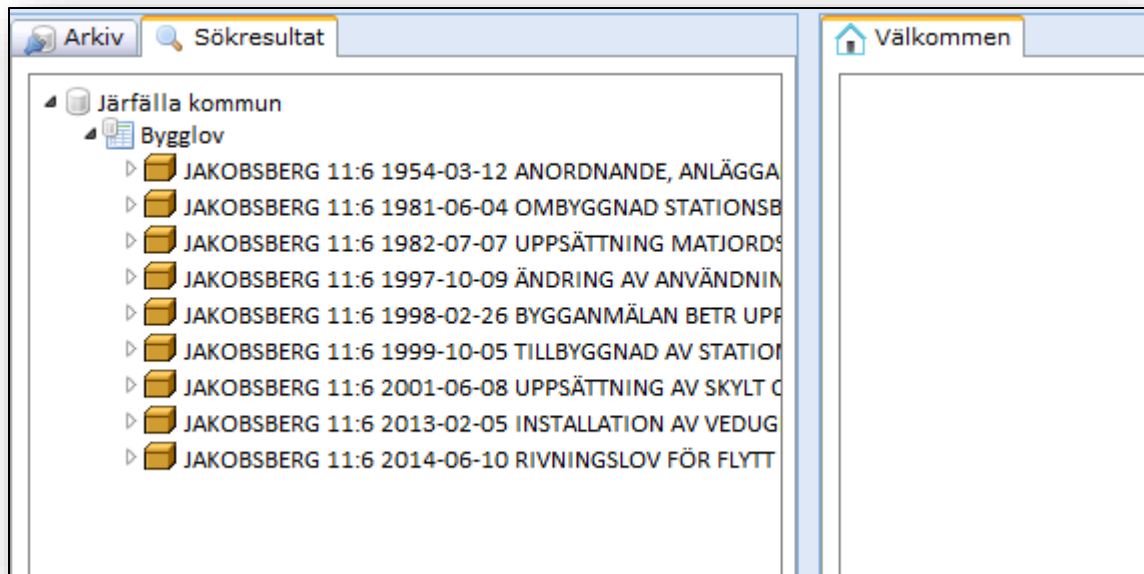 Arkiv Sökresultat Välkommen
Järfälla kommun
Bygglov
JAKOBSBERG 11:6 1954-03-12 ANORDNANDE, ANLÄGGA
JAKOBSBERG 11:6 1981-06-04 OMBYGGNAD STATIONSB
JAKOBSBERG 11:6 1982-07-07 UPPSÄTTNING MATJORDS
JAKOBSBERG 11:6 1997-10-09 ÄNDRING AV ANVÄNDNIN
JAKOBSBERG 11:6 1998-02-26 BYGGANMÄLAN BETR UPP
JAKOBSBERG 11:6 1999-10-05 TILLBYGGNAD AV STATION
JAKOBSBERG 11:6 2001-06-08 UPPSÄTTNING AV SKYLT
JAKOBSBERG 11:6 2013-02-05 INSTALLATION AV VEDUG
JAKOBSBERG 11:6 2014-06-10 RIVNINGSLOV FÖR FLYTT